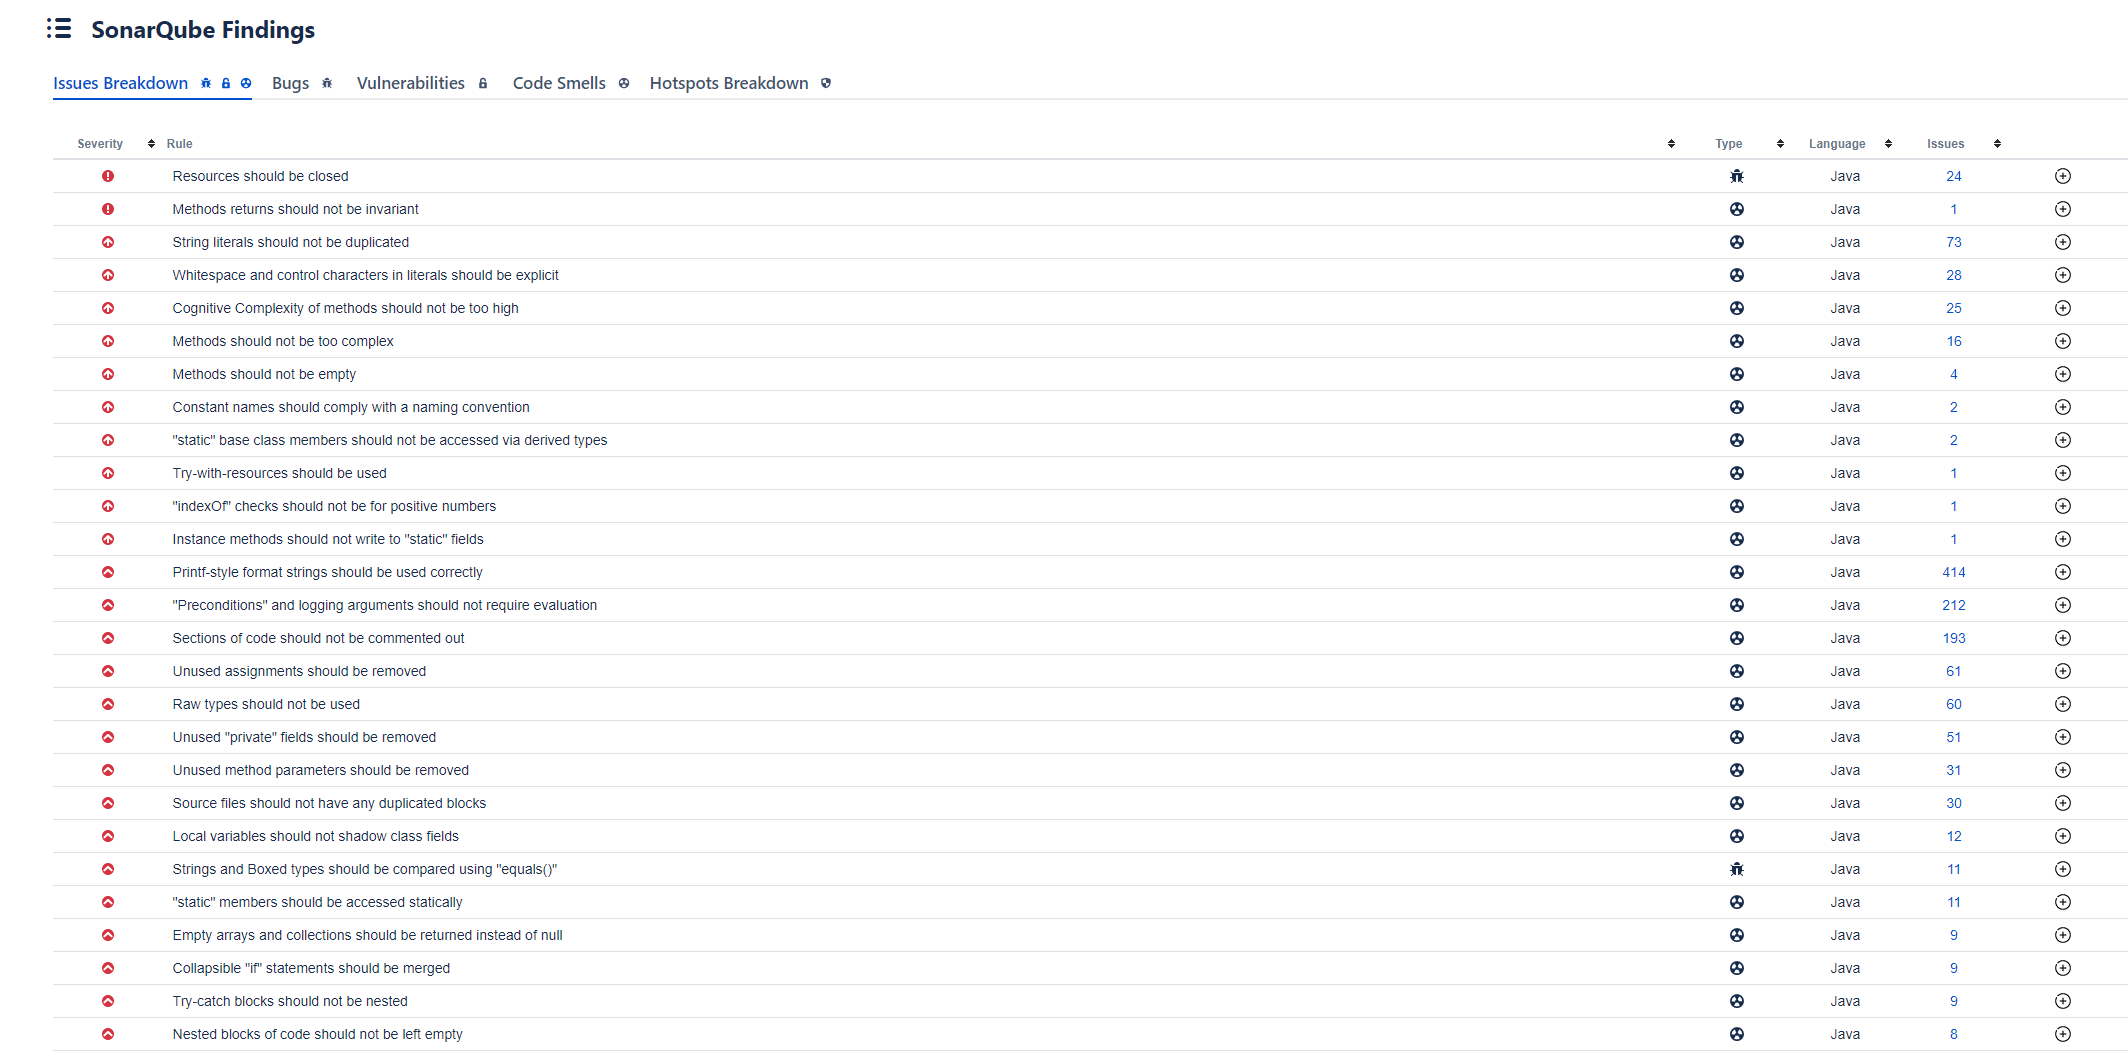 SonarQube Findings
Issues Breakdown Bugs Vulnerabilities Code Smells Hotspots Breakdown
Severity Rule Type Language Issues
Resources should be closed Java 24
Methods returns should not be invariant Java 1
String literals should not be duplicated Java 73
Whitespace and control characters in literals should be explicit Java 28
Cognitive Complexity of methods should not be too high Java 25
Methods should not be too complex Java 16
Methods should not be empty Java 4
Constant names should comply with a naming convention Java 2
"static" base class members should not be accessed via derived types Java 2
Try-with-resources should be used Java 1
"indexOf" checks should not be for positive numbers Java 1
Instance methods should not write to "static" fields Java 1
Printf-style format strings should be used correctly Java 414
"Preconditions" and logging arguments should not require evaluation Java 212
Sections of code should not be commented out Java 193
Unused assignments should be removed Java 61
Raw types should not be used Java 60
Unused "private" fields should be removed Java 51
Unused method parameters should be removed Java 31
Source files should not have any duplicated blocks Java 30
Local variables should not shadow class fields Java 12
Strings and Boxed types should be compared using "equals()" Java 11
"static" members should be accessed statically Java 11
Empty arrays and collections should be returned instead of null Java 9
Collapsible "if" statements should be merged Java 9
Try-catch blocks should not be nested Java 9
Nested blocks of code should not be left empty Java 8